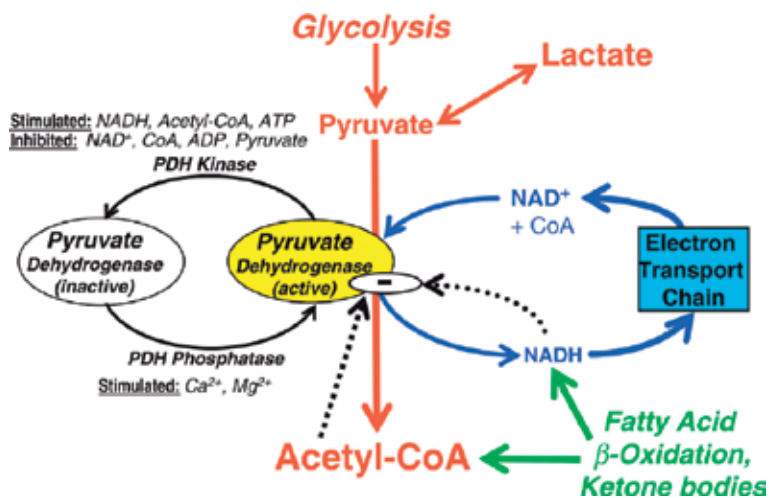 Glycolysis
Lactate
Stimulated: NADH, Acetyl-CoA, ATP
Inhibited: NAD⁺, CoA, ADP, Pyruvate
Pyruvate
PDH Kinase
NAD⁺
+ CoA
Pyruvate
Dehydrogenase
(inactive)
Pyruvate
Dehydrogenase
(active)
-
Electron
Transport
Chain
PDH Phosphatase
Stimulated: Ca²⁺, Mg²⁺
NADH
Acetyl-CoA
Fatty Acid
β-Oxidation,
Ketone bodies